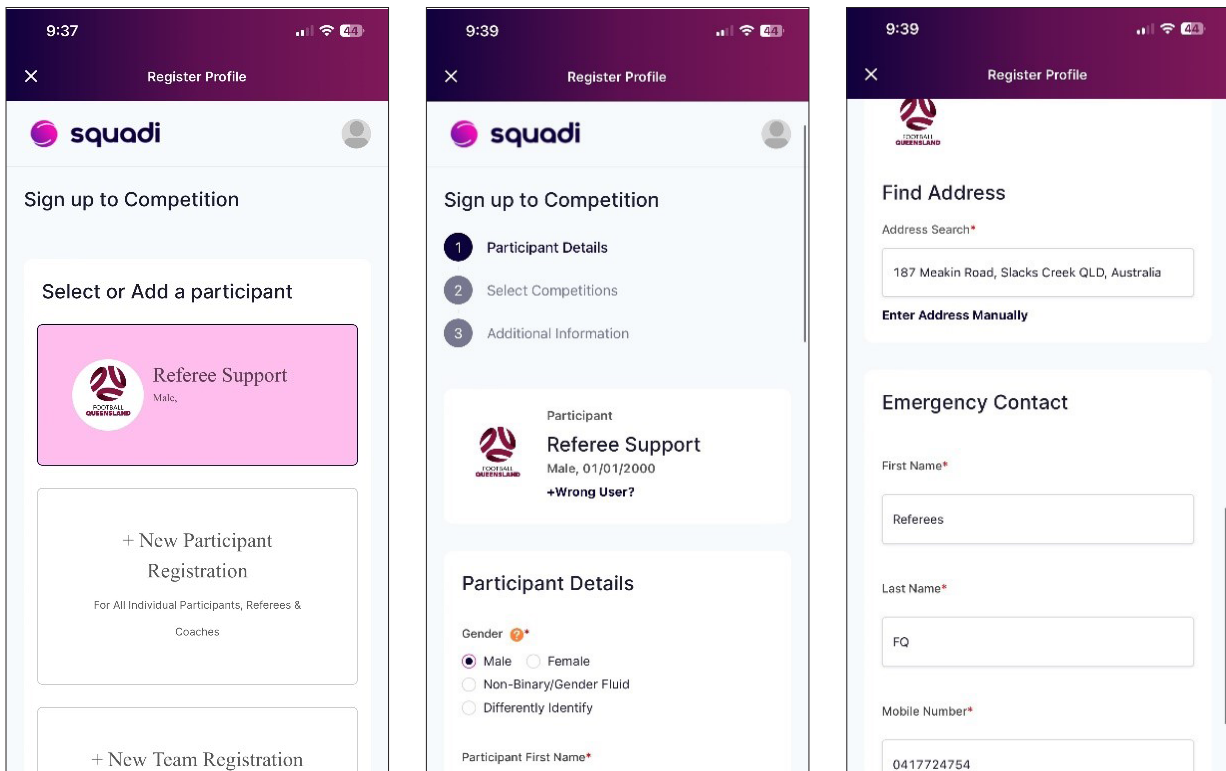 9:37
44
Register Profile
squadi
Sign up to Competition
Select or Add a participant
FOOTBALL
QUEENSLAND
Referee Support
Male,
+ New Participant
Registration
For All Individual Participants, Referees &
Coaches
+ New Team Registration
9:39
44
Register Profile
squadi
Sign up to Competition
1 Participant Details
2 Select Competitions
3 Additional Information
FOOTBALL
QUEENSLAND
Participant
Referee Support
Male, 01/01/2000
+Wrong User?
Participant Details
Gender ?*
Male Female
Non-Binary/Gender Fluid
Differently Identify
Participant First Name*
9:39
44
Register Profile
FOOTBALL
QUEENSLAND
Find Address
Address Search*
187 Meakin Road, Slacks Creek QLD, Australia
Enter Address Manually
Emergency Contact
First Name*
Referees
Last Name*
FQ
Mobile Number*
0417724754